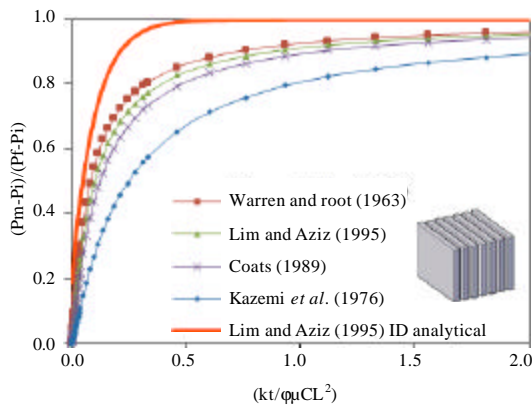 1.0
0.8
0.6
0.4
0.2
0.0
(Pm-Pi)/(Pf-Pi)
Warren and root (1963)
Lim and Aziz (1995)
Coats (1989)
Kazemi et al. (1976)
Lim and Aziz (1995) ID analytical
0.0 0.5 1.0 1.5 2.0
(kt/φµCL²)